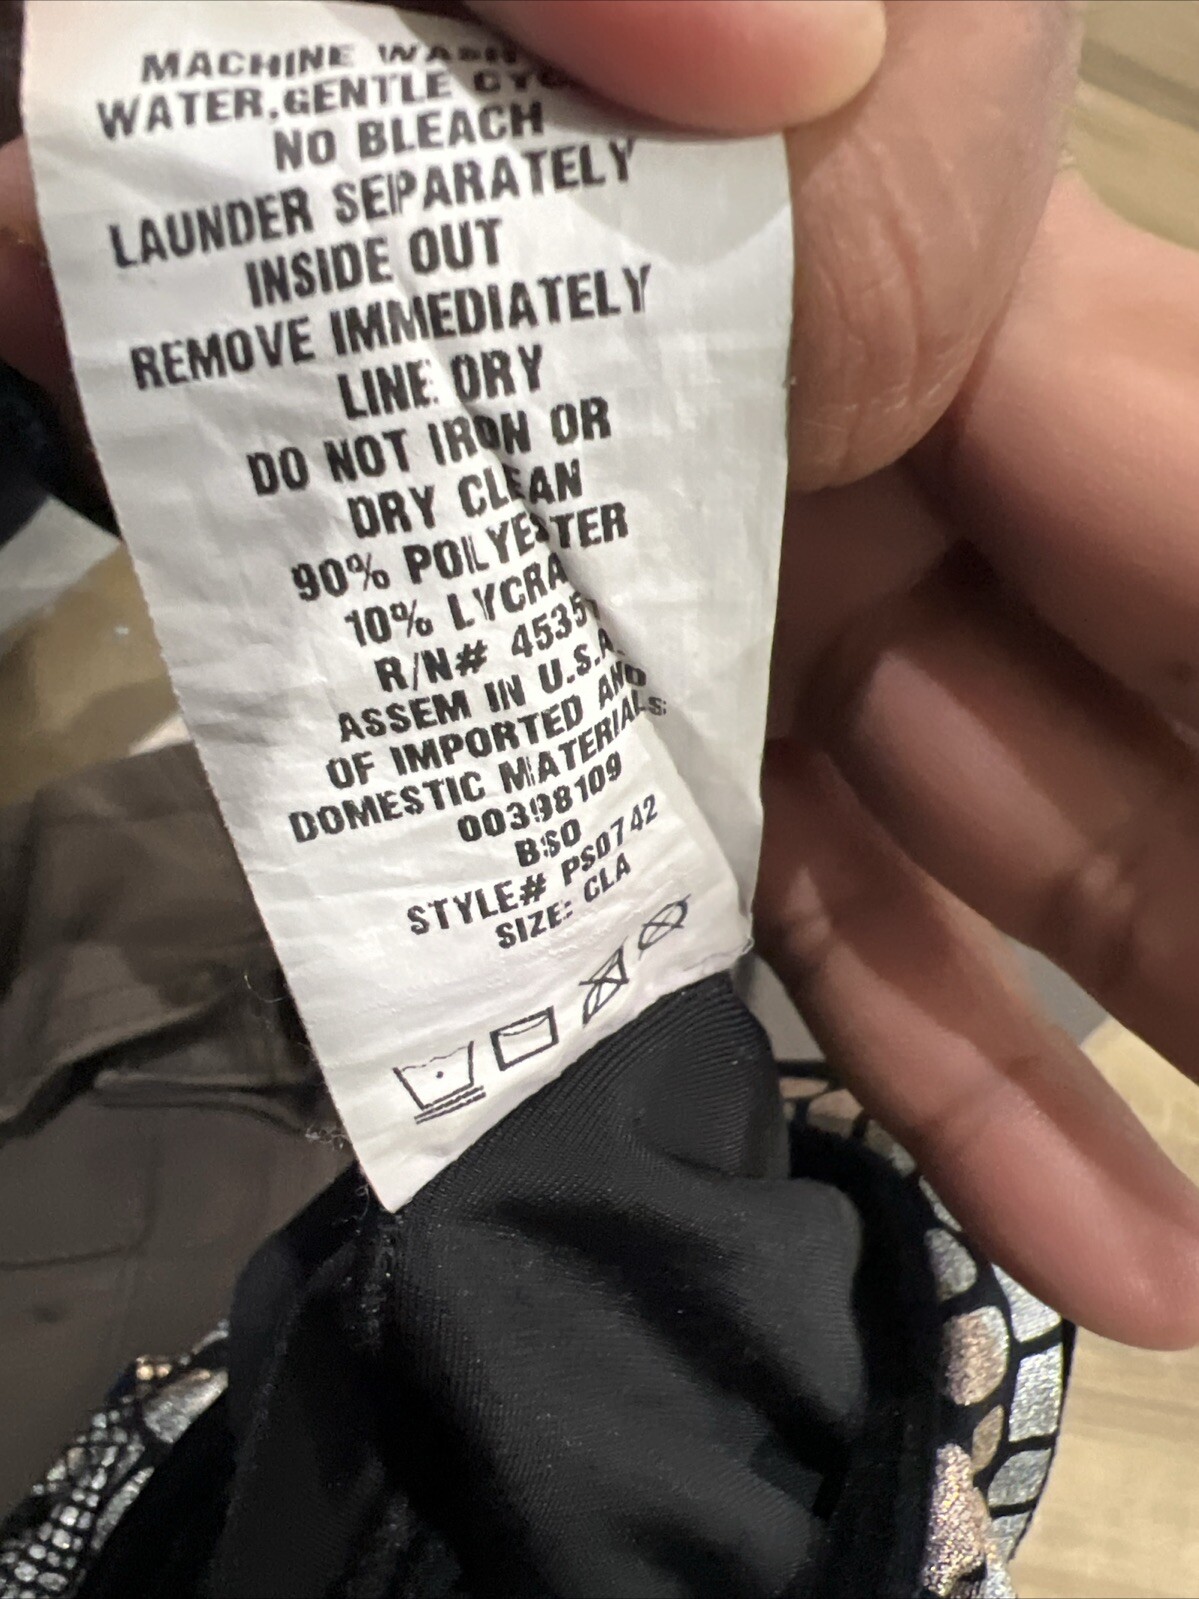 MACHINE WASH
WATER,GENTLE
NO BLEACH
LAUNDER SEPARATELY
INSIDE OUT
REMOVE IMMEDIATELY
LINE DRY
DO NOT IRON OR
DRY CLEAN
90% POLYESTER
10% LYCRA
R/N#
ASSEM IN U.S.A.
OF IMPORTED AND
DOMESTIC MATERIALS
00398109
BSO
STYLE# PS0742
SIZE: CLA